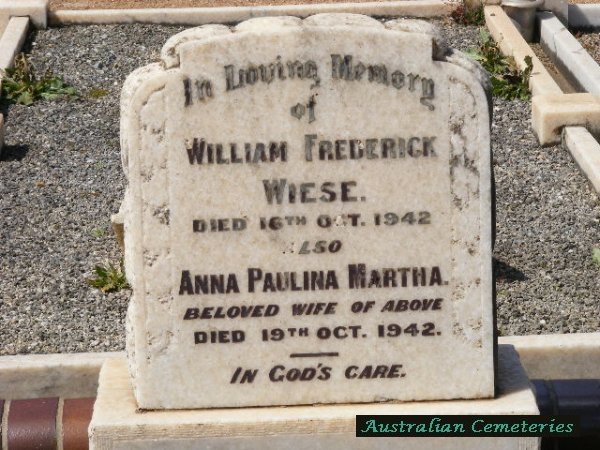 In Loving Memory
of
WILLIAM FREDERICK
WIESE.
DIED 16TH OCT. 1942
ALSO
ANNA PAULINA MARTHA.
BELOVED WIFE OF ABOVE
DIED 19TH OCT. 1942.
IN GOD'S CARE.
Australian Cemeteries